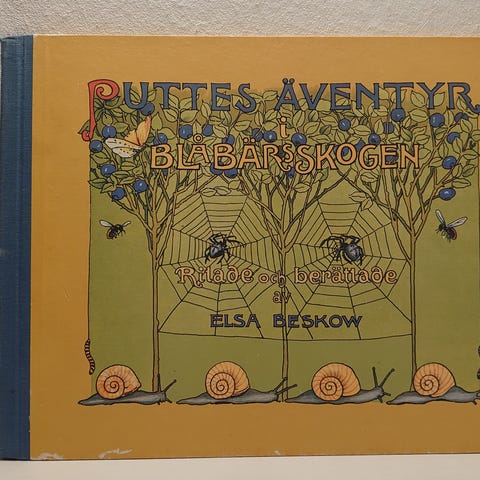 PUTTES ÄVENTYR
i
BLÅBÄRSSKOGEN
Ritade och berättade
av
ELSA BESKOW